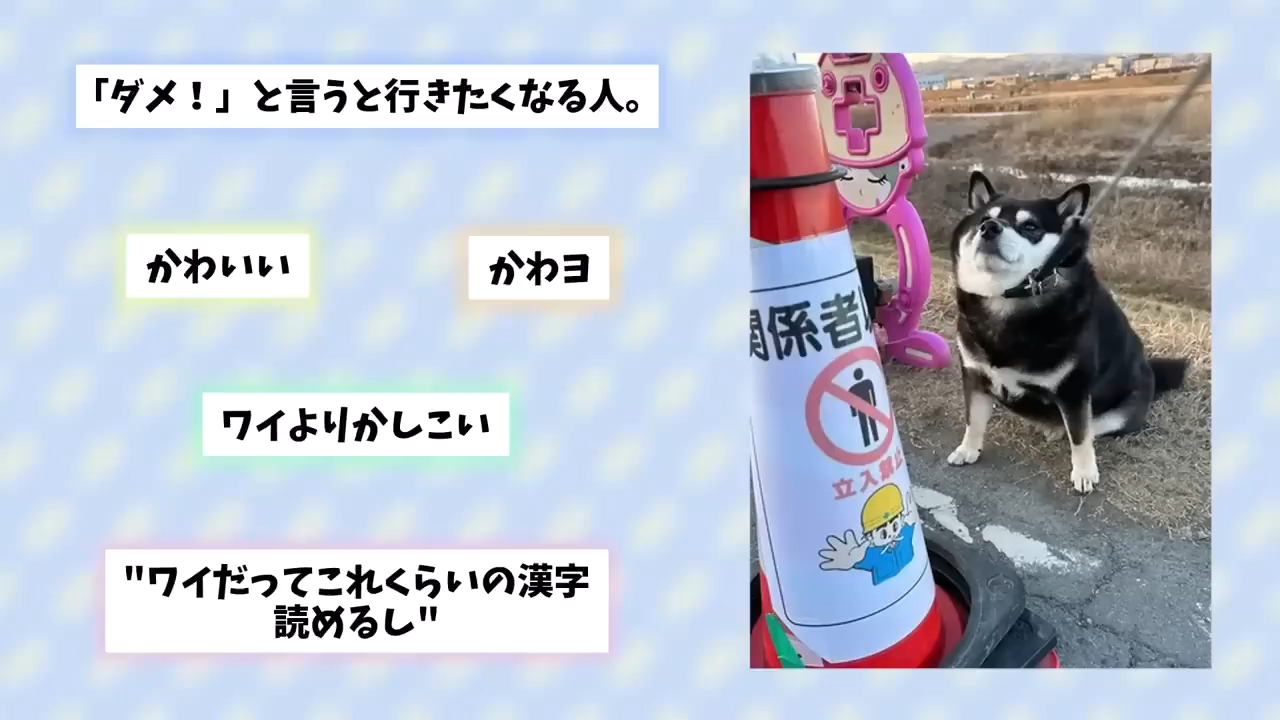 「ダメ！」と言うと行きたくなる人。
かわいい
かわヨ
ワイよりかしこい
"ワイだってこれくらいの漢字
読めるし"
関係者
立入禁止